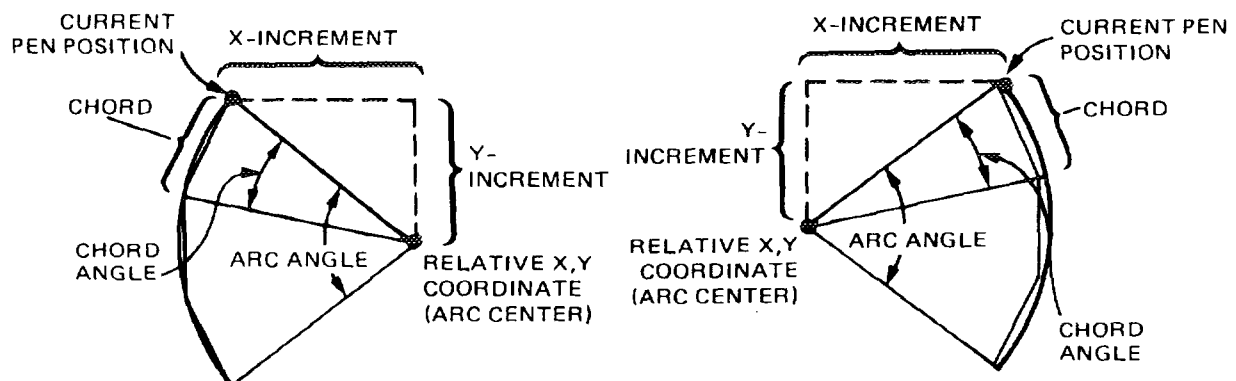 CURRENT
PEN POSITION
X-INCREMENT
CHORD
Y-
INCREMENT
CHORD
ANGLE
ARC ANGLE
RELATIVE X,Y
COORDINATE
(ARC CENTER)
X-INCREMENT
CURRENT PEN
POSITION
CHORD
Y-
INCREMENT
RELATIVE X,Y
COORDINATE
(ARC CENTER)
ARC ANGLE
CHORD
ANGLE